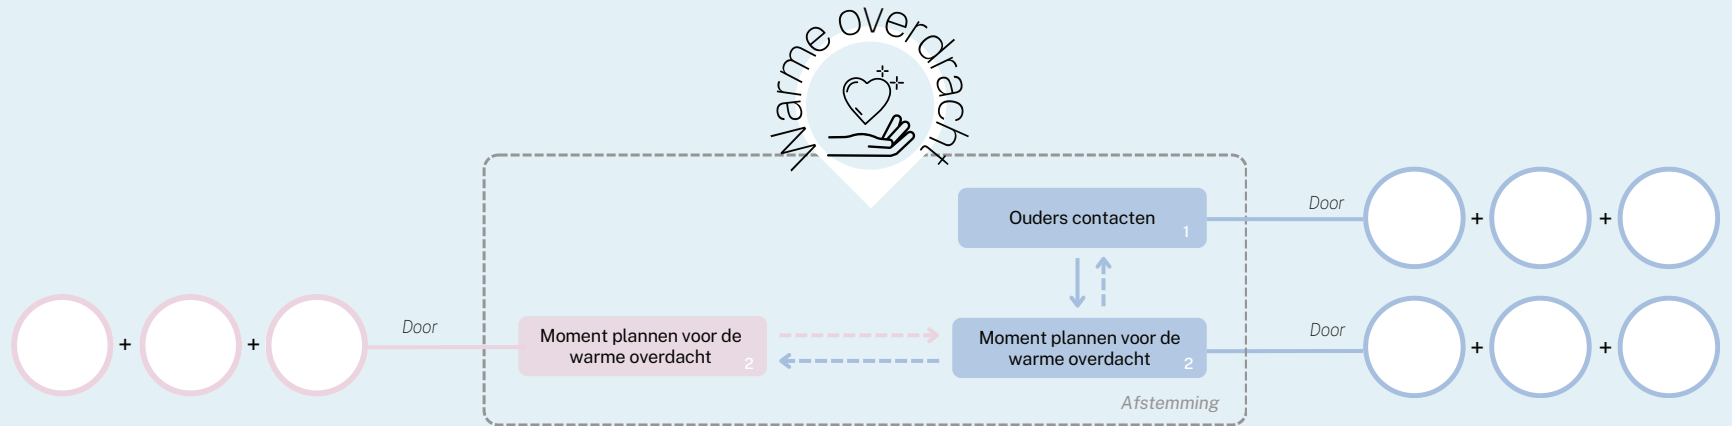 Warme overdracht
Ouders contacten
1
Door
+ +
+ +
Door
Moment plannen voor de
warme overdacht
2
Moment plannen voor de
warme overdacht
2
Door
+ +
Afstemming